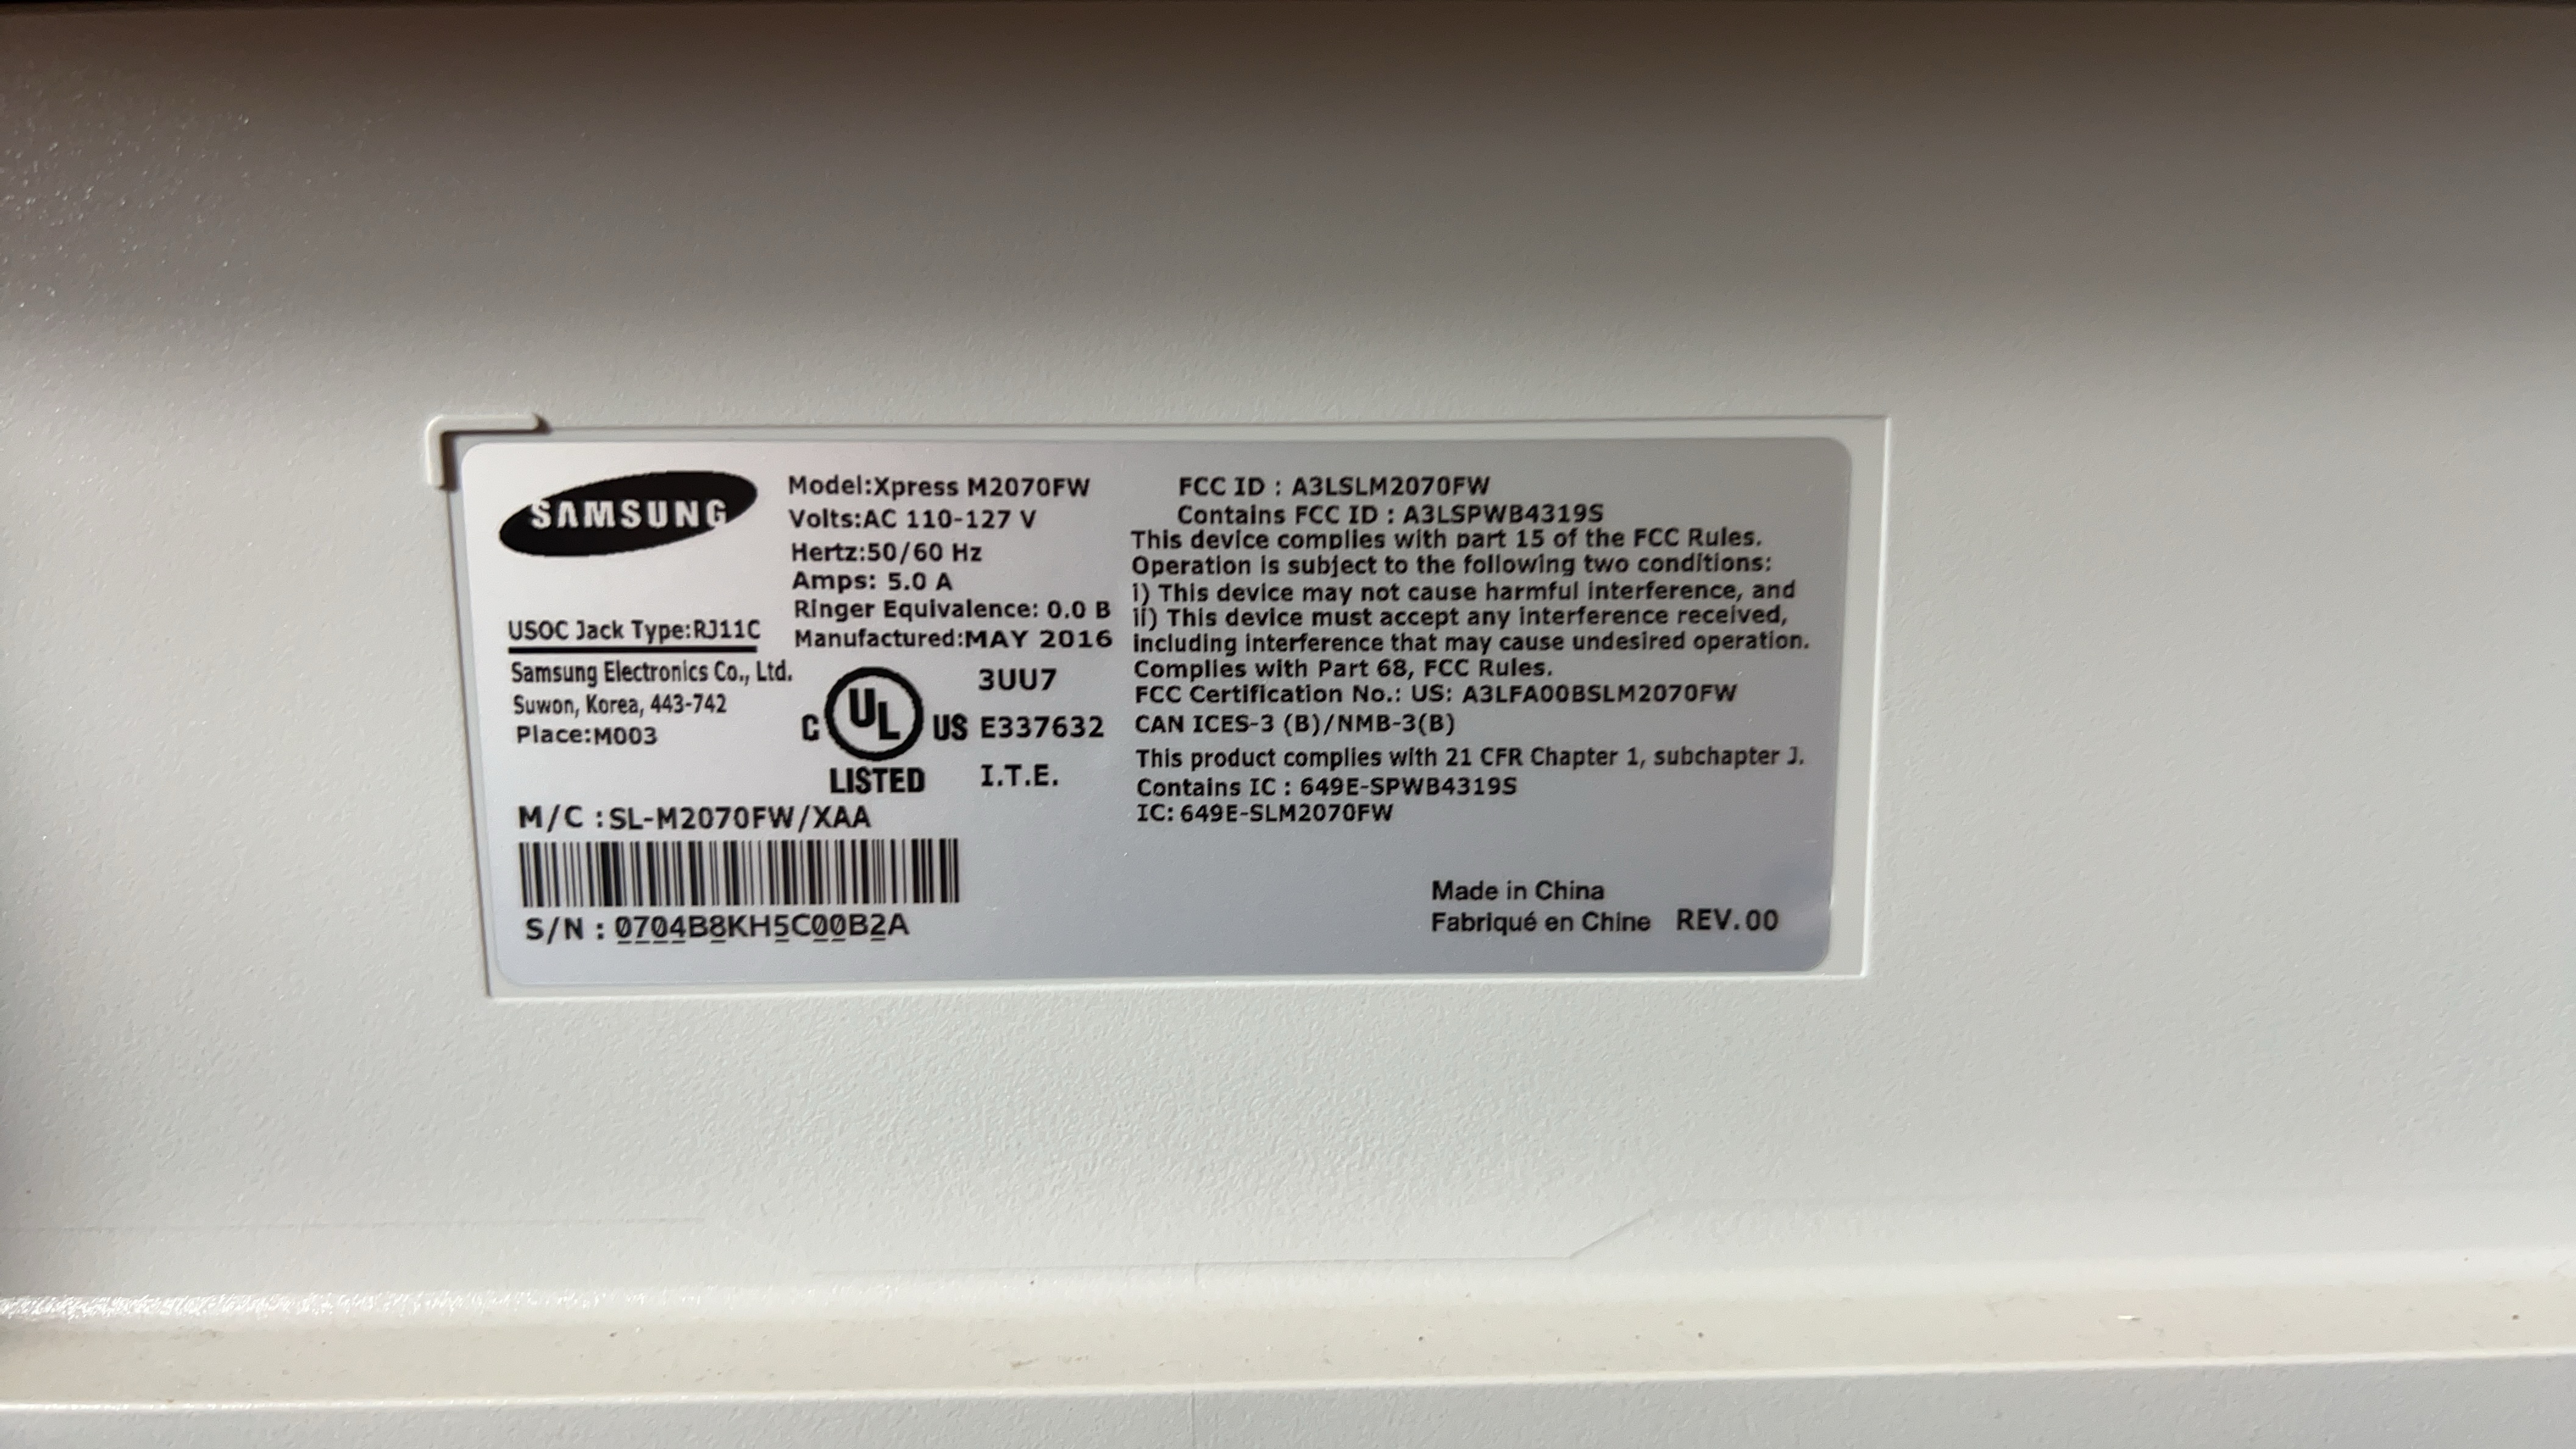 SAMSUNG
USOC Jack Type:RJ11C
Samsung Electronics Co., Ltd.
Suwon, Korea, 443-742
Place:M003
Model:Xpress M2070FW
Volts:AC 110-127 V
Hertz:50/60 Hz
Amps: 5.0 A
Ringer Equivalence: 0.0 B
Manufactured:MAY 2016
C UL US
LISTED
3UU7
E337632
I.T.E.
M/C :SL-M2070FW/XAA
S/N : 0704B8KH5C00B2A
FCC ID : A3LSLM2070FW
Contains FCC ID : A3LSPWB4319S
This device complies with part 15 of the FCC Rules.
Operation is subject to the following two conditions:
i) This device may not cause harmful interference, and
ii) This device must accept any interference received,
including interference that may cause undesired operation.
Complies with Part 68, FCC Rules.
FCC Certification No.: US: A3LFA00BSLM2070FW
CAN ICES-3 (B)/NMB-3(B)
This product complies with 21 CFR Chapter 1, subchapter J.
Contains IC : 649E-SPWB4319S
IC: 649E-SLM2070FW
Made in China
Fabriqué en Chine REV.00